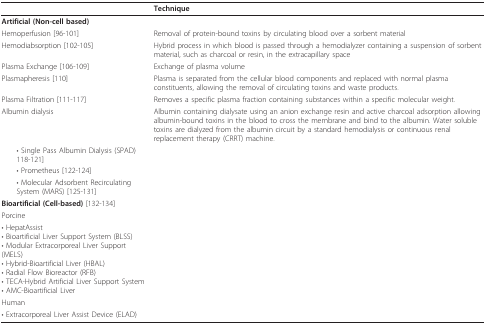 Technique
Artificial (Non-cell based)
Hemoperfusion [96-101] Removal of protein-bound toxins by circulating blood over a sorbent material
Hemodiabsorption [102-105] Hybrid process in which blood is passed through a hemodialyzer containing a suspension of sorbent
material, such as charcoal or resin, in the extracapillary space
Plasma Exchange [106-109] Exchange of plasma volume
Plasmapheresis [110] Plasma is separated from the cellular blood components and replaced with normal plasma
constituents, allowing the removal of circulating toxins and waste products.
Plasma Filtration [111-117] Removes a specific plasma fraction containing substances within a specific molecular weight.
Albumin dialysis Albumin containing dialysate using an anion exchange resin and active charcoal adsorption allowing
albumin-bound toxins in the blood to cross the membrane and bind to the albumin. Water soluble
toxins are dialyzed from the albumin circuit by a standard hemodialysis or continuous renal
replacement therapy (CRRT) machine.
• Single Pass Albumin Dialysis (SPAD)
118-121]
• Prometheus [122-124]
• Molecular Adsorbent Recirculating
System (MARS) [125-131]
Bioartificial (Cell-based) [132-134]
Porcine
• HepatAssist
• Bioartificial Liver Support System (BLSS)
• Modular Extracorporeal Liver Support
(MELS)
• Hybrid-Bioartificial Liver (HBAL)
• Radial Flow Bioreactor (RFB)
• TECA-Hybrid Artificial Liver Support System
• AMC-Bioartificial Liver
Human
• Extracorporeal Liver Assist Device (ELAD)